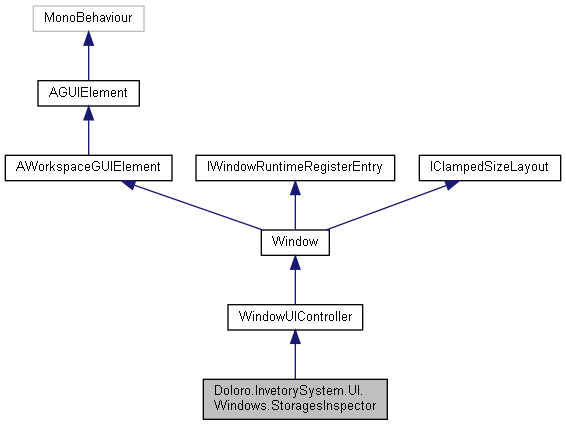 MonoBehaviour
AGUIElement
AWorkspaceGUIElement
IWindowRuntimeRegisterEntry
IClampedSizeLayout
Window
WindowUIController
Doloro.InvetorySystem.UI.
Windows.StoragesInspector